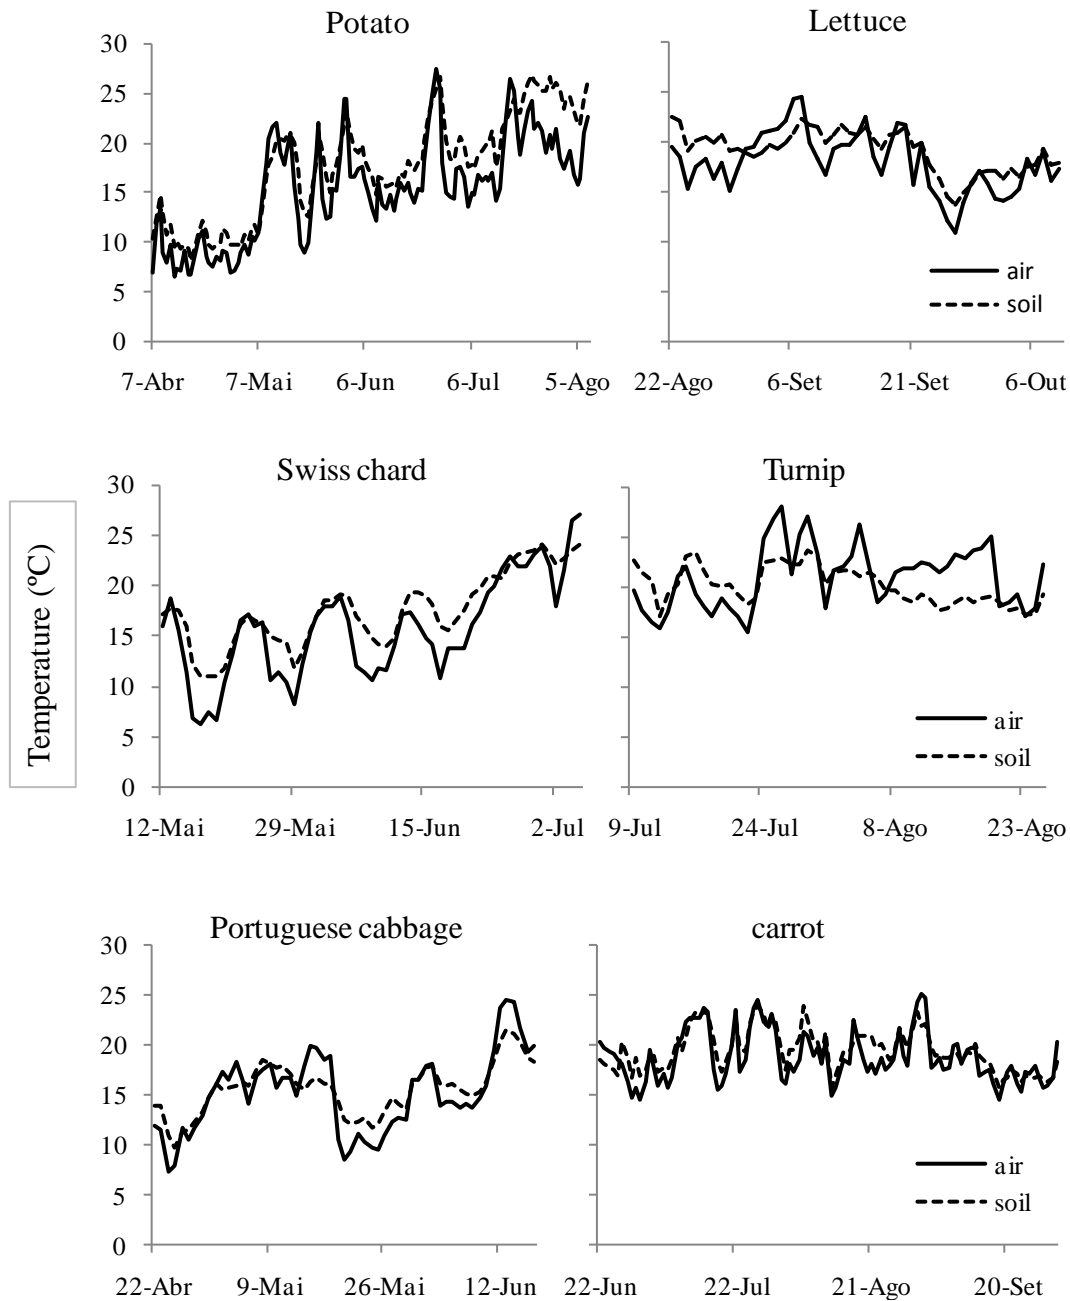 Potato
Lettuce
30
25
20
15
10
5
0
air
soil
7-Abr 7-Mai 6-Jun 6-Jul 5-Ago
22-Ago 6-Set 21-Set 6-Out
Temperature (ºC)
Swiss chard
Turnip
30
25
20
15
10
5
0
air
soil
12-Mai 29-Mai 15-Jun 2-Jul
9-Jul 24-Jul 8-Ago 23-Ago
Portuguese cabbage
carrot
30
25
20
15
10
5
0
air
soil
22-Abr 9-Mai 26-Mai 12-Jun
22-Jun 22-Jul 21-Ago 20-Set